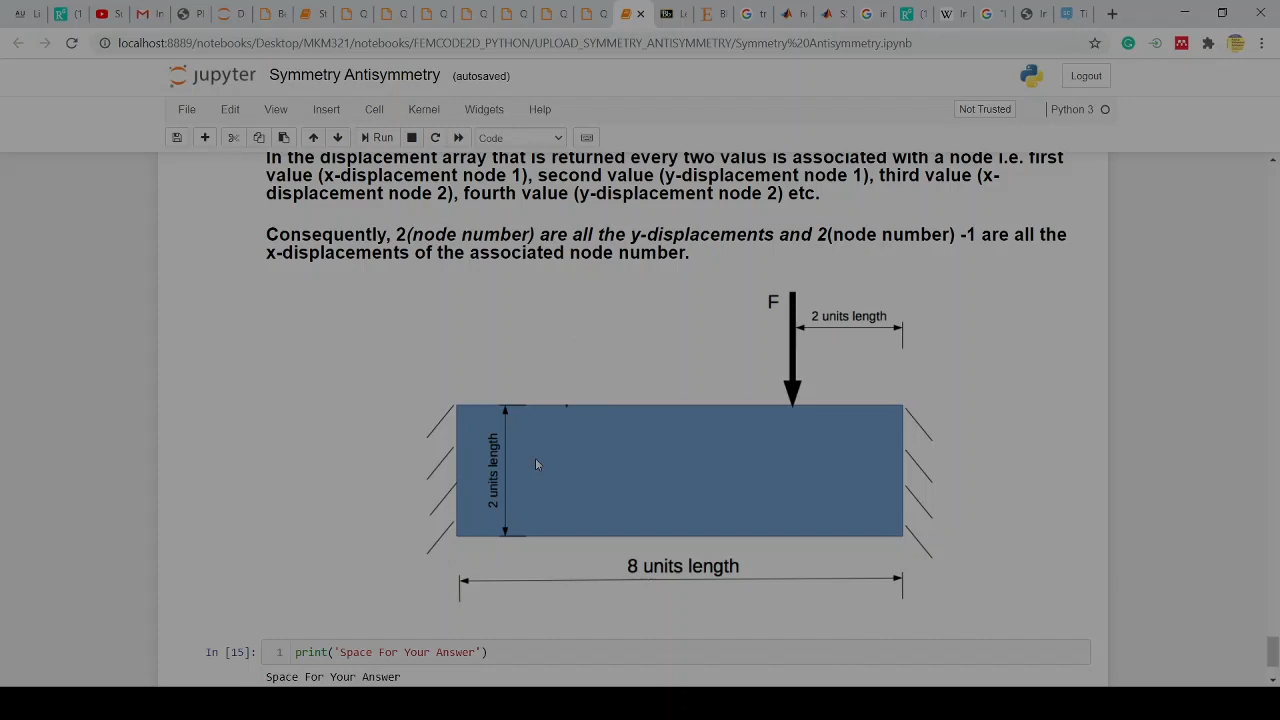 localhost:8889/notebooks/Desktop/MKM321/notebooks/FEMCODE2D_PYTHON/UPLOAD_SYMMETRY_ANTISYMMETRY/Symmetry%20Antisymmetry.ipynb
jupyter Symmetry Antisymmetry (autosaved)
Logout
File Edit View Insert Cell Kernel Widgets Help
Not Trusted
Python 3
Run
Code
In the displacement array that is returned every two valus is associated with a node i.e. first
value (x-displacement node 1), second value (y-displacement node 1), third value (x-
displacement node 2), fourth value (y-displacement node 2) etc.
Consequently, 2(node number) are all the y-displacements and 2(node number) -1 are all the
x-displacements of the associated node number.
F
2 units length
2 units length
8 units length
In [15]: 1 print('Space For Your Answer')
Space For Your Answer